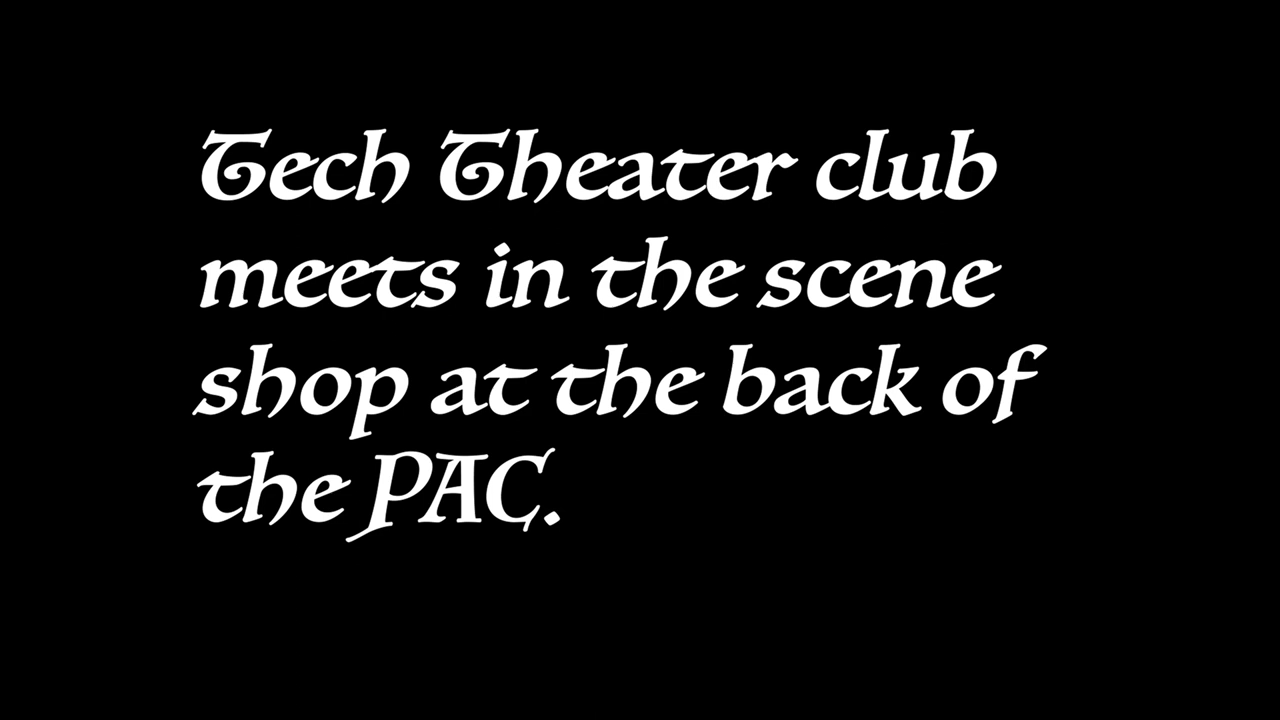 Tech Theater club
meets in the scene
shop at the back of
the PAC.